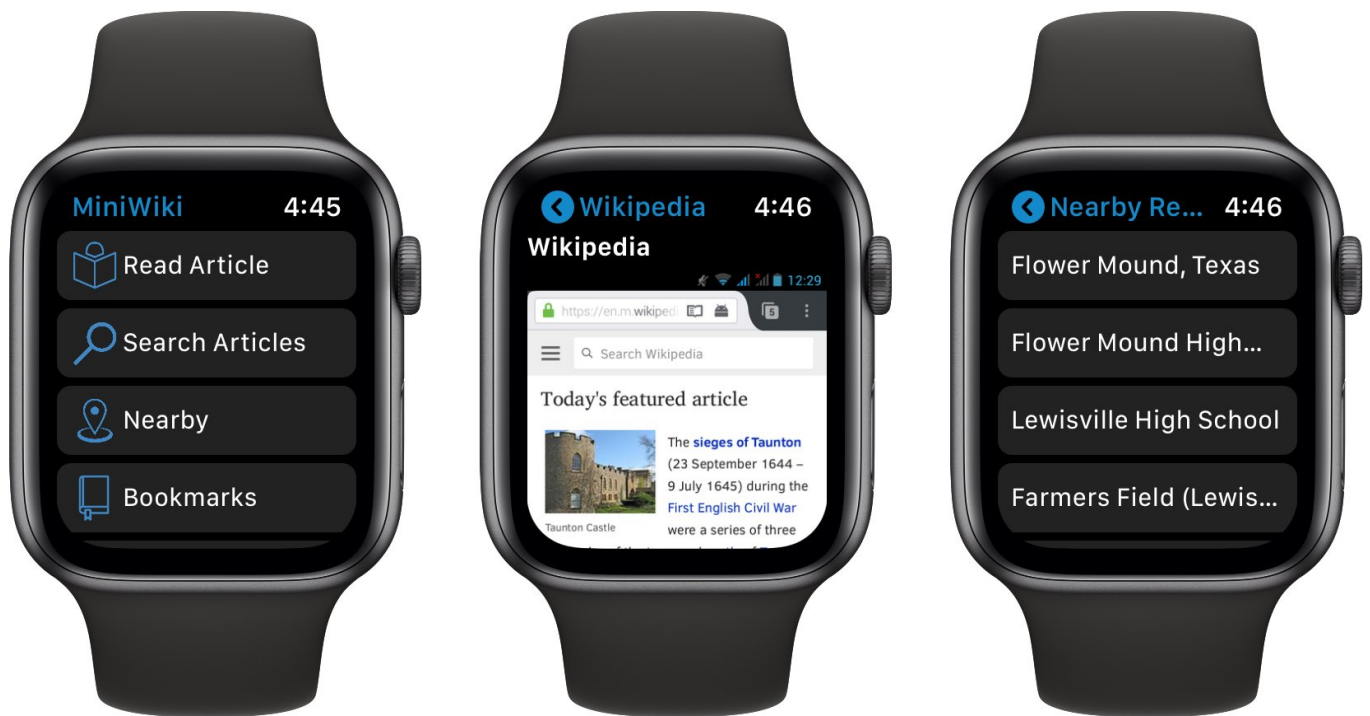 MiniWiki 4:45
Read Article
Search Articles
Nearby
Bookmarks
Wikipedia 4:46
Wikipedia
12:29
https://en.m.wikiped
5
Search Wikipedia
Today's featured article
The sieges of Taunton
(23 September 1644 –
9 July 1645) during the
First English Civil War
were a series of three
Taunton Castle
Nearby Re... 4:46
Flower Mound, Texas
Flower Mound High...
Lewisville High School
Farmers Field (Lewis...